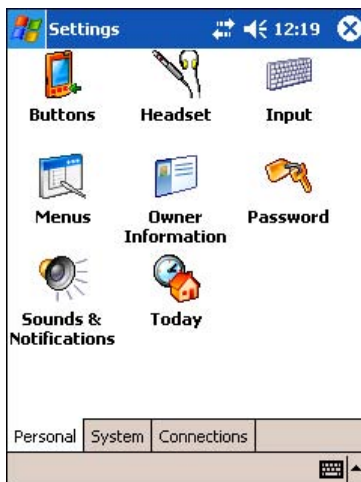 Settings 12:19
Buttons Headset Input
Menus Owner Information Password
Sounds & Notifications Today
Personal System Connections